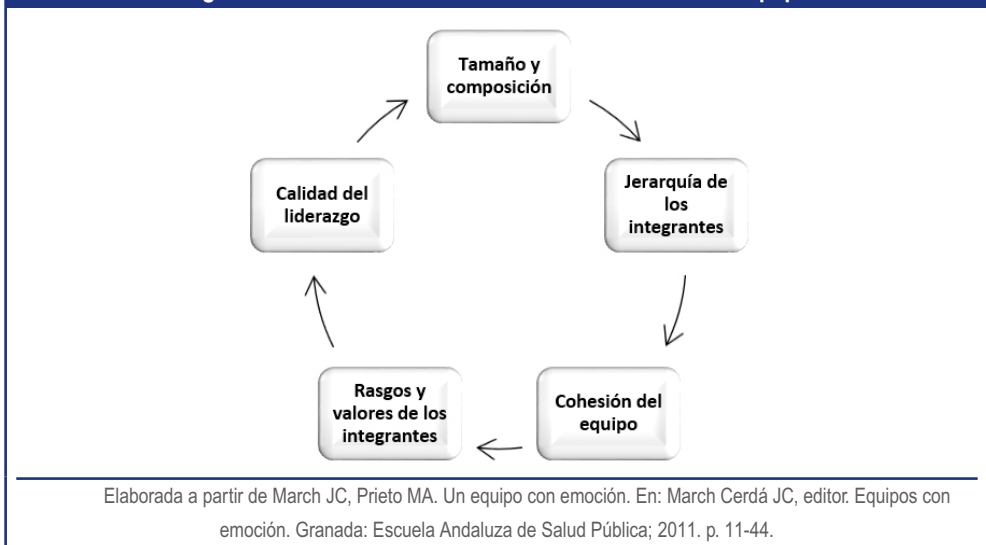 Tamaño y
composición
Jerarquía de
los
integrantes
Cohesión del
equipo
Rasgos y
valores de los
integrantes
Calidad del
liderazgo
Elaborada a partir de March JC, Prieto MA. Un equipo con emoción. En: March Cerdá JC, editor. Equipos con
emoción. Granada: Escuela Andaluza de Salud Pública; 2011. p. 11-44.